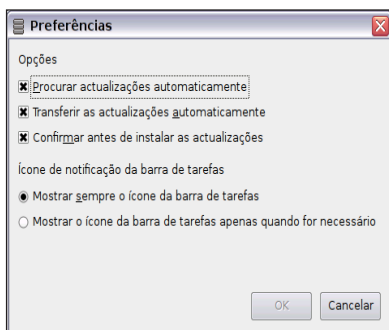 Preferências
Opções
Procurar actualizações automaticamente
Transferir as actualizações automaticamente
Confirmar antes de instalar as actualizações
Ícone de notificação da barra de tarefas
Mostrar sempre o ícone da barra de tarefas
Mostrar o ícone da barra de tarefas apenas quando for necessário
OK Cancelar